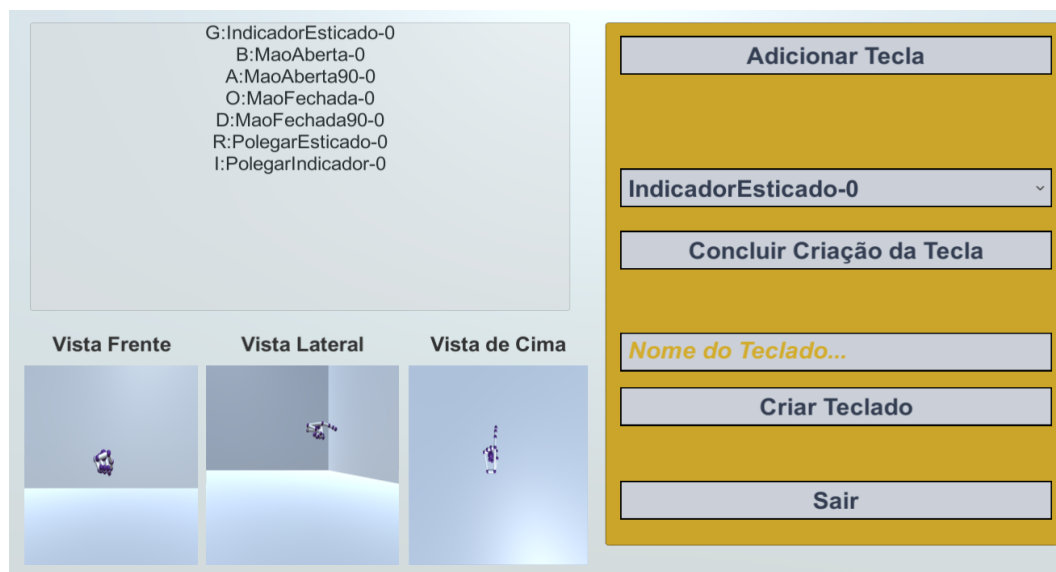 G:IndicadorEsticado-0
B:MaoAberta-0
A:MaoAberta90-0
O:MaoFechada-0
D:MaoFechada90-0
R:PolegarEsticado-0
I:PolegarIndicador-0
Vista Frente
Vista Lateral
Vista de Cima
Adicionar Tecla
IndicadorEsticado-0
Concluir Criação da Tecla
Nome do Teclado...
Criar Teclado
Sair